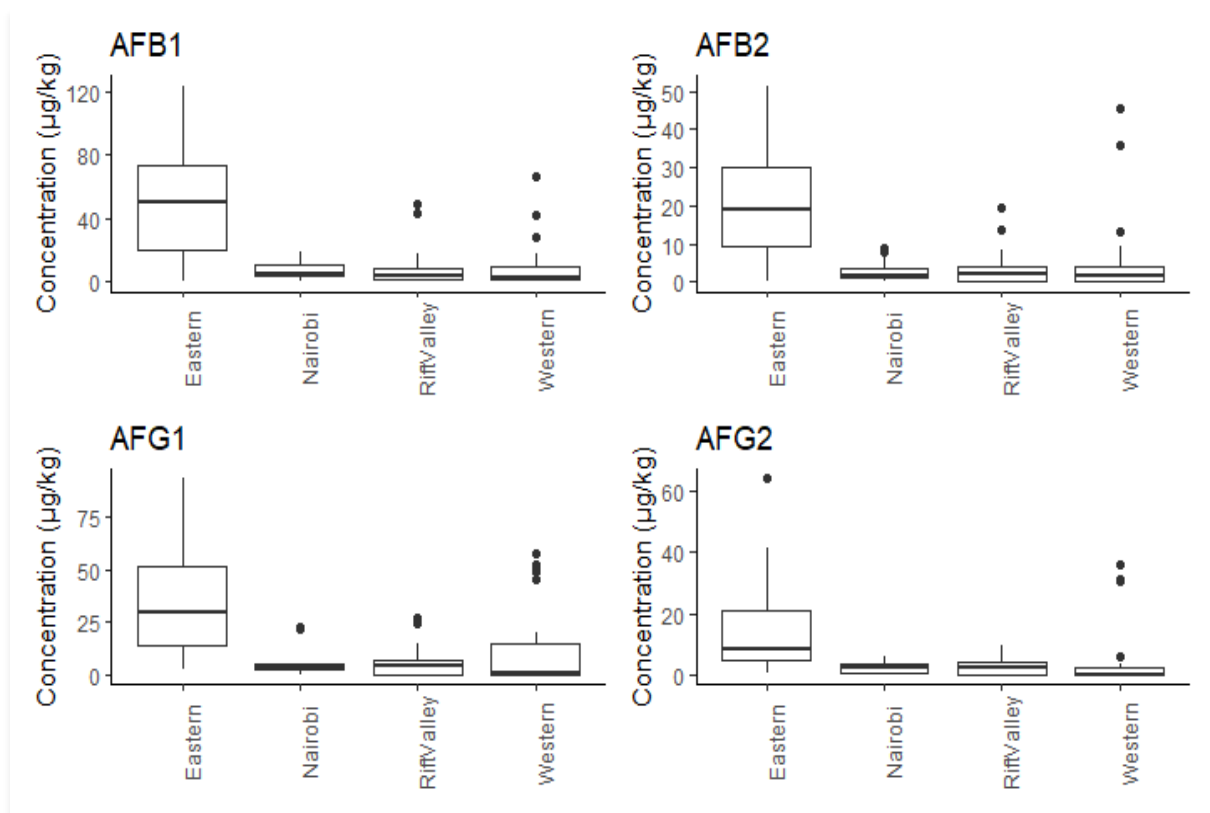 AFB1
Concentration (µg/kg)
120
80
40
0
Eastern
Nairobi
RiftValley
Western
AFB2
Concentration (µg/kg)
50
40
30
20
10
0
Eastern
Nairobi
RiftValley
Western
AFG1
Concentration (µg/kg)
75
50
25
0
Eastern
Nairobi
RiftValley
Western
AFG2
Concentration (µg/kg)
60
40
20
0
Eastern
Nairobi
RiftValley
Western